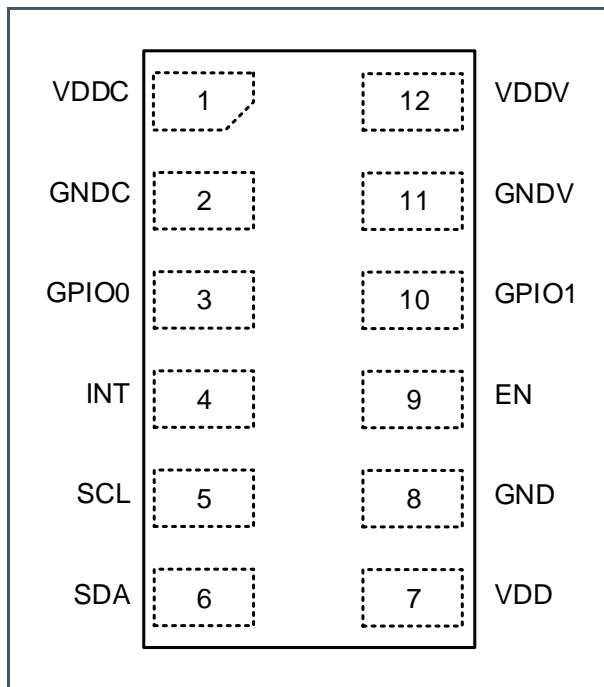 VDDC 1 12 VDDV
GNDC 2 11 GNDV
GPIO0 3 10 GPIO1
INT 4 9 EN
SCL 5 8 GND
SDA 6 7 VDD